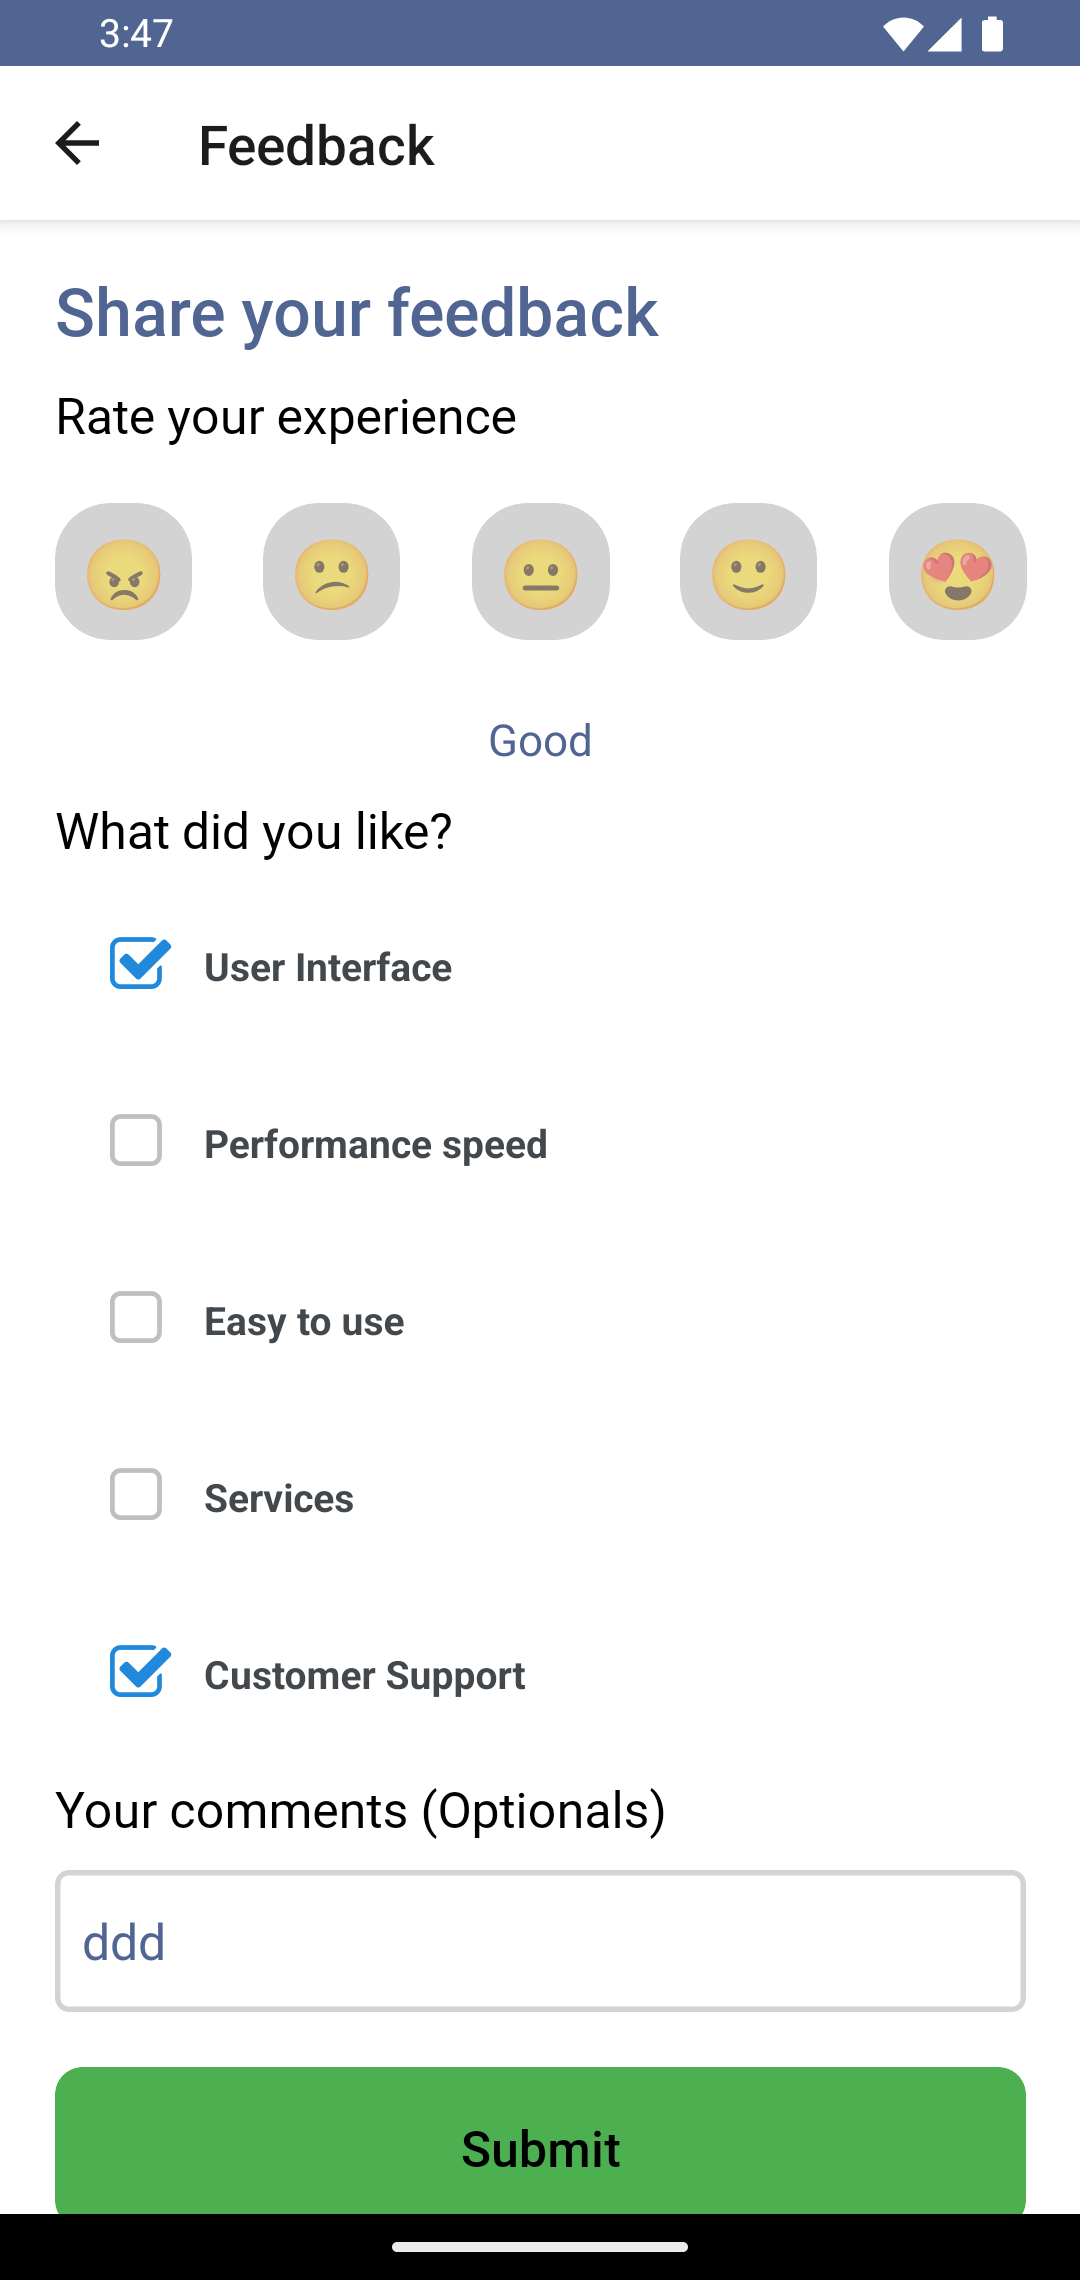 3:47
Feedback
Share your feedback
Rate your experience
Good
What did you like?
User Interface
Performance speed
Easy to use
Services
Customer Support
Your comments (Optionals)
ddd
Submit